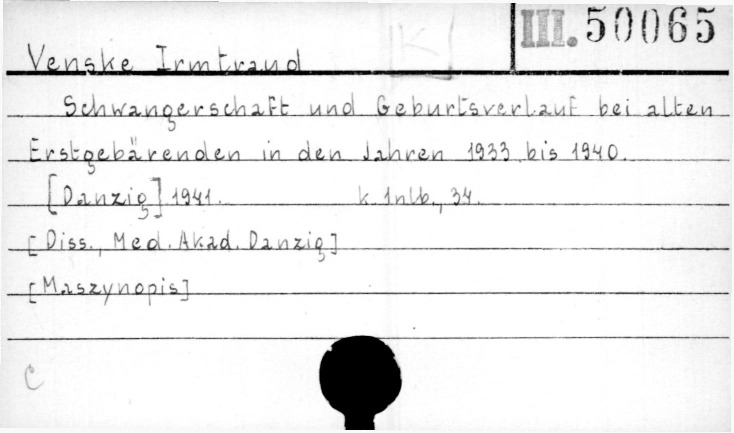 III. 50065
[K]
Venske Irmtraud
Schwangerschaft und Geburtsverlauf bei alten
Erstgebärenden in den Jahren 1933 bis 1940.
[Danzig] 1941. k. 1nlb., 34.
[Diss., Med. Akad. Danzig]
[Maszynopis]
C